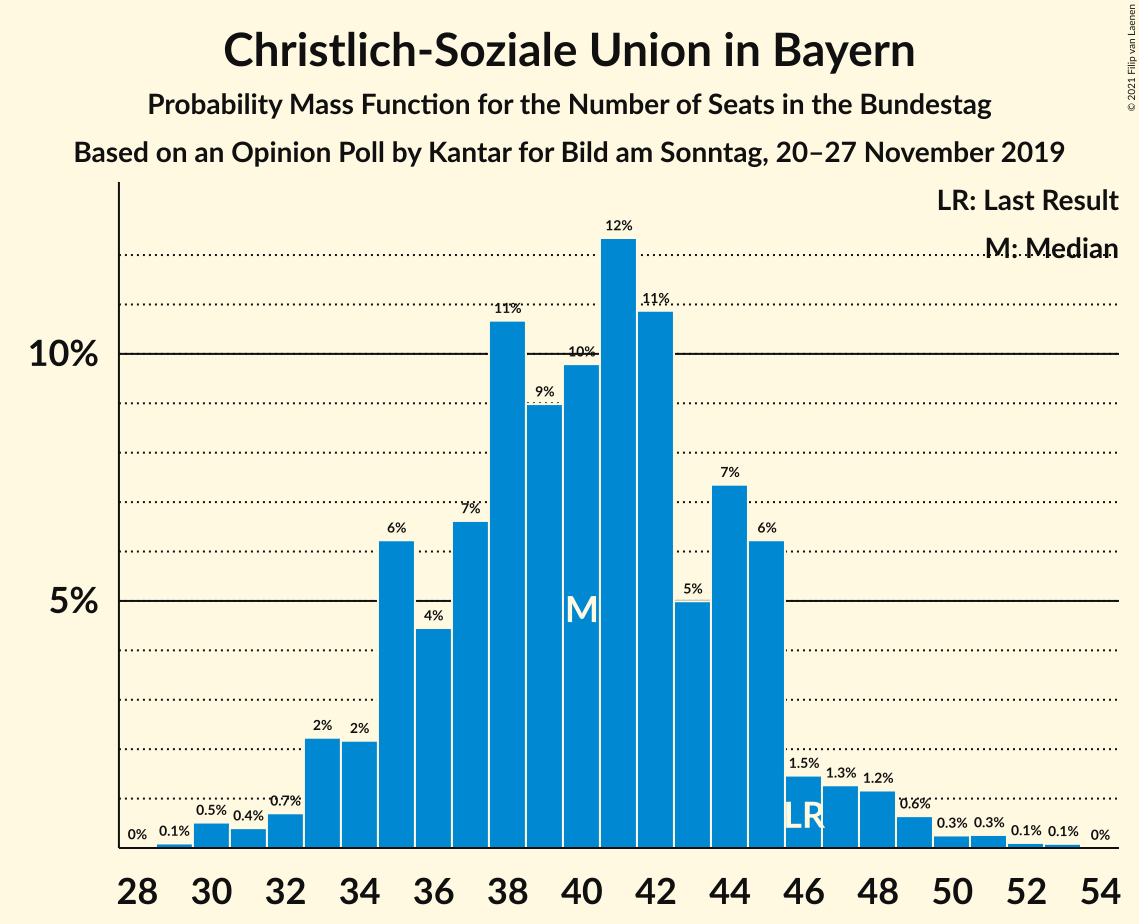 Christlich-Soziale Union in Bayern
Probability Mass Function for the Number of Seats in the Bundestag
Based on an Opinion Poll by Kantar for Bild am Sonntag, 20–27 November 2019
© 2021 Filip van Laenen
LR: Last Result
M: Median
10%
5%
0% 0.1% 0.5% 0.4% 0.7% 2% 2% 6% 4% 7% 11% 9% 10% 12% 11% 5% 7% 6% 1.5% 1.3% 1.2% 0.6% 0.3% 0.3% 0.1% 0.1% 0%
M
LR
28 30 32 34 36 38 40 42 44 46 48 50 52 54